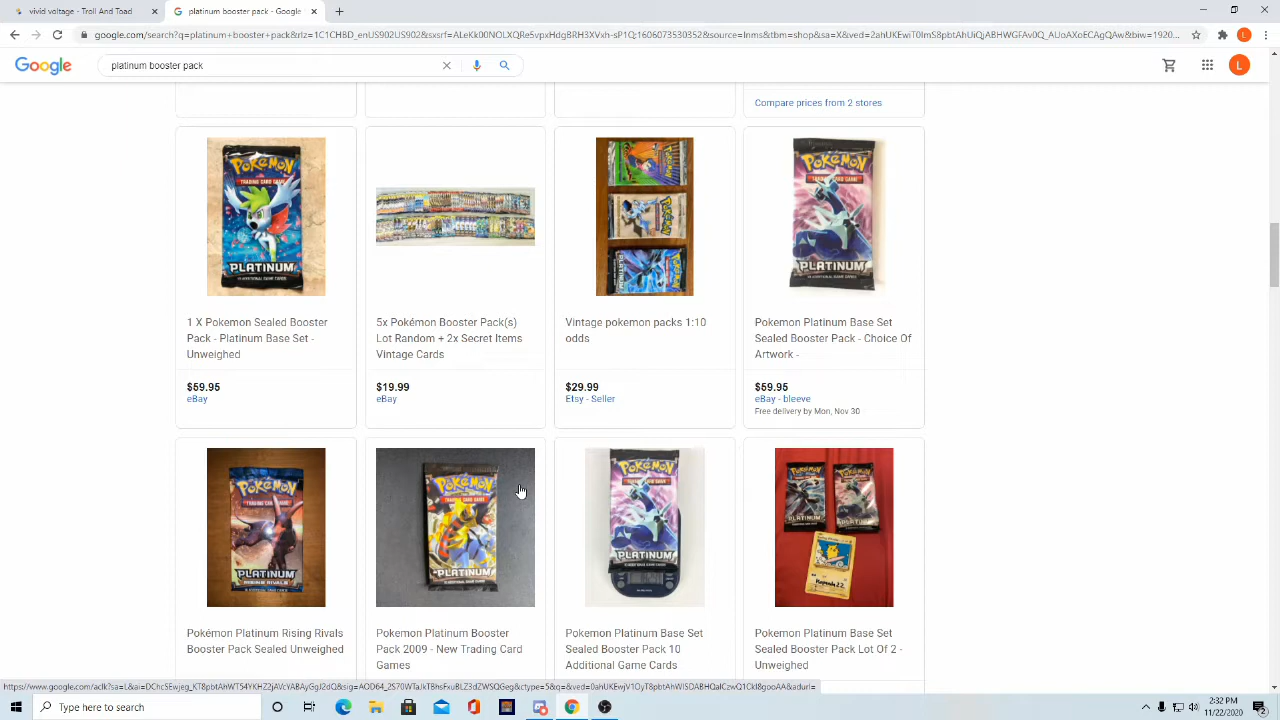 vivid voltage - Troll And Toad
platinum booster pack - Google
platinum booster pack
Google
Compare prices from 2 stores
1 X Pokemon Sealed Booster
Pack - Platinum Base Set -
Unweighed
$59.95
eBay
5x Pokémon Booster Pack(s)
Lot Random + 2x Secret Items
Vintage Cards
$19.99
eBay
Vintage pokemon packs 1:10
odds
$29.99
Etsy - Seller
Pokemon Platinum Base Set
Sealed Booster Pack - Choice Of
Artwork -
$59.95
eBay - bleeve
Free delivery by Mon, Nov 30
Pokémon Platinum Rising Rivals
Booster Pack Sealed Unweighed
Pokemon Platinum Booster
Pack 2009 - New Trading Card
Games
Pokemon Platinum Base Set
Sealed Booster Pack 10
Additional Game Cards
Pokemon Platinum Base Set
Sealed Booster Pack Lot Of 2 -
Unweighed
Type here to search
2:32 PM
11/22/2020